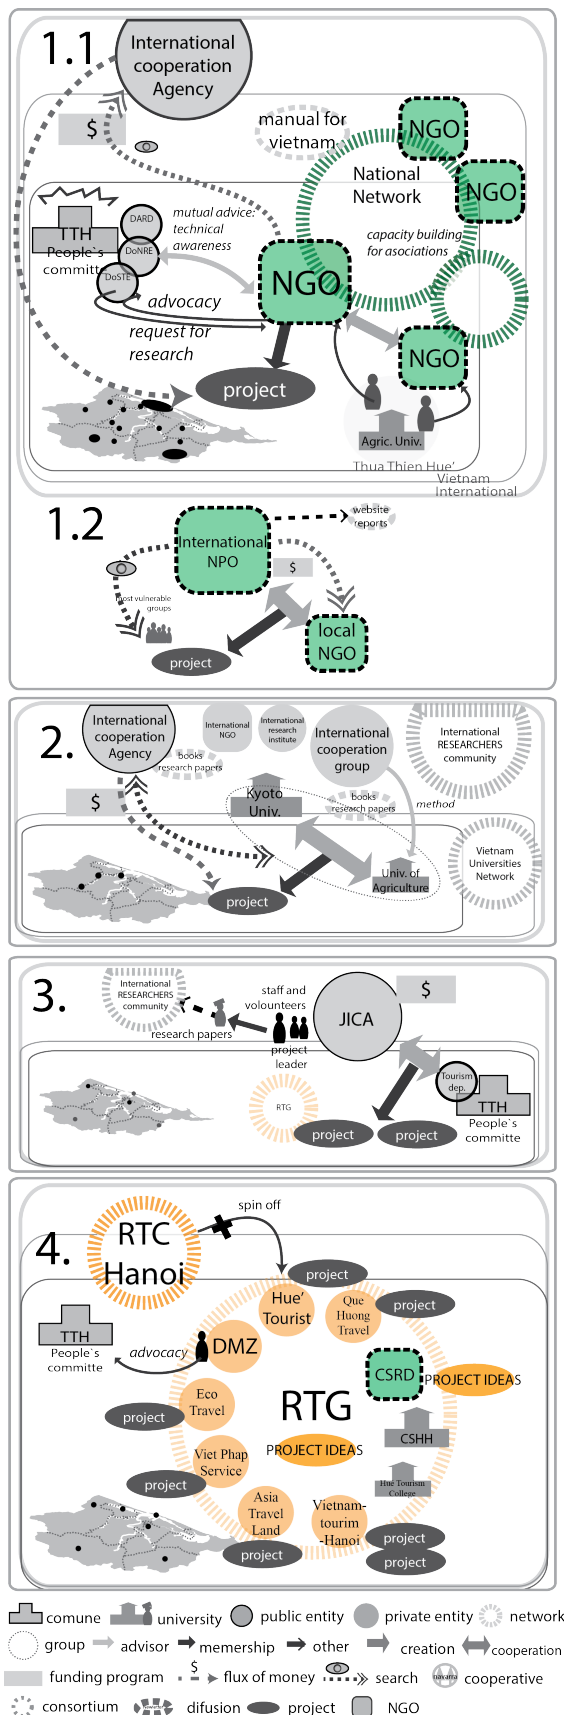 1.1
International
cooperation
Agency
$
manual for
vietnam
NGO
National
Network
NGO
TTH
People`s
committe
DARD
DoNRE
DoSTE
mutual advice:
technical
awareness
capacity building
for asociations
NGO
advocacy
request for
research
NGO
project
Agric. Univ.
Thua Thien Hue'
Vietnam
International
1.2
International
NPO
website
reports
$
most vulnerable
groups
local
NGO
project
2.
International
cooperation
Agency
International
NGO
International
research
institute
International
cooperation
group
International
RESEARCHERS
community
books
research papers
$
Kyoto
Univ.
books
research papers
method
Vietnam
Universities
Network
Univ. of
Agriculture
project
3.
International
RESEARCHERS
community
staff and
volounteers
$
JICA
research papers
project
leader
Tourism
dep.
TTH
People`s
committe
RTG
project
project
4.
RTC
Hanoi
spin off
project
Hue'
Tourist
Que
Huong
Travel
project
TTH
People`s
committe
advocacy
DMZ
CSRD
PROJECT IDEAS
Eco
Travel
RTG
project
CSHH
PROJECT IDEAS
Viet Phap
Service
project
Hué Tourism
College
Asia
Travel
Land
Vietnam-
tourim
-Hanoi
project
project
project
comune
university
public entity
private entity
network
group
advisor
memership
other
creation
cooperation
funding program
$
flux of money
search
navarra
cooperative
consortium
difusion
project
NGO